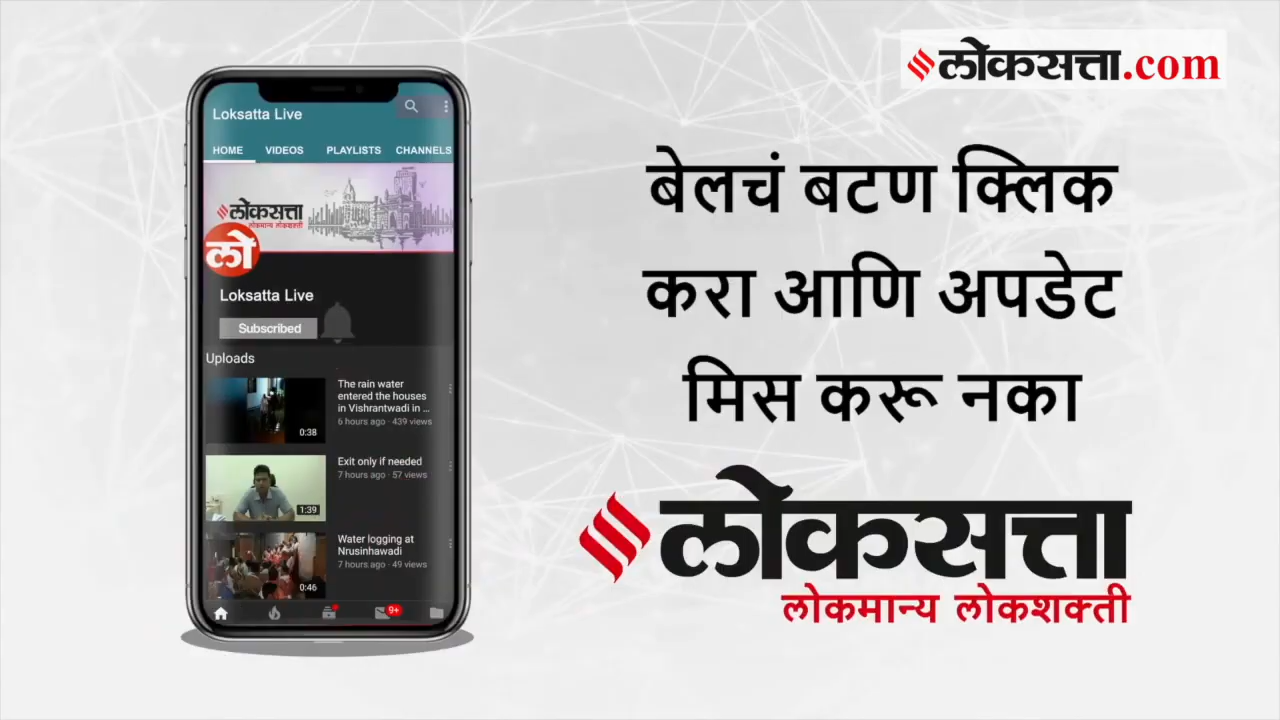 लोकसत्ता.com
Loksatta Live
HOME VIDEOS PLAYLISTS CHANNELS
लोकसत्ता
लोकमान्य लोकशक्ती
लो
Loksatta Live
Subscribed
Uploads
The rain water
entered the houses
in Vishrantwadi in ...
6 hours ago · 439 views
0:38
Exit only if needed
7 hours ago · 57 views
1:39
Water logging at
Nrusinhawadi
7 hours ago · 49 views
0:46
9+
बेलचं बटण क्लिक
करा आणि अपडेट
मिस करू नका
लोकसत्ता
लोकमान्य लोकशक्ती